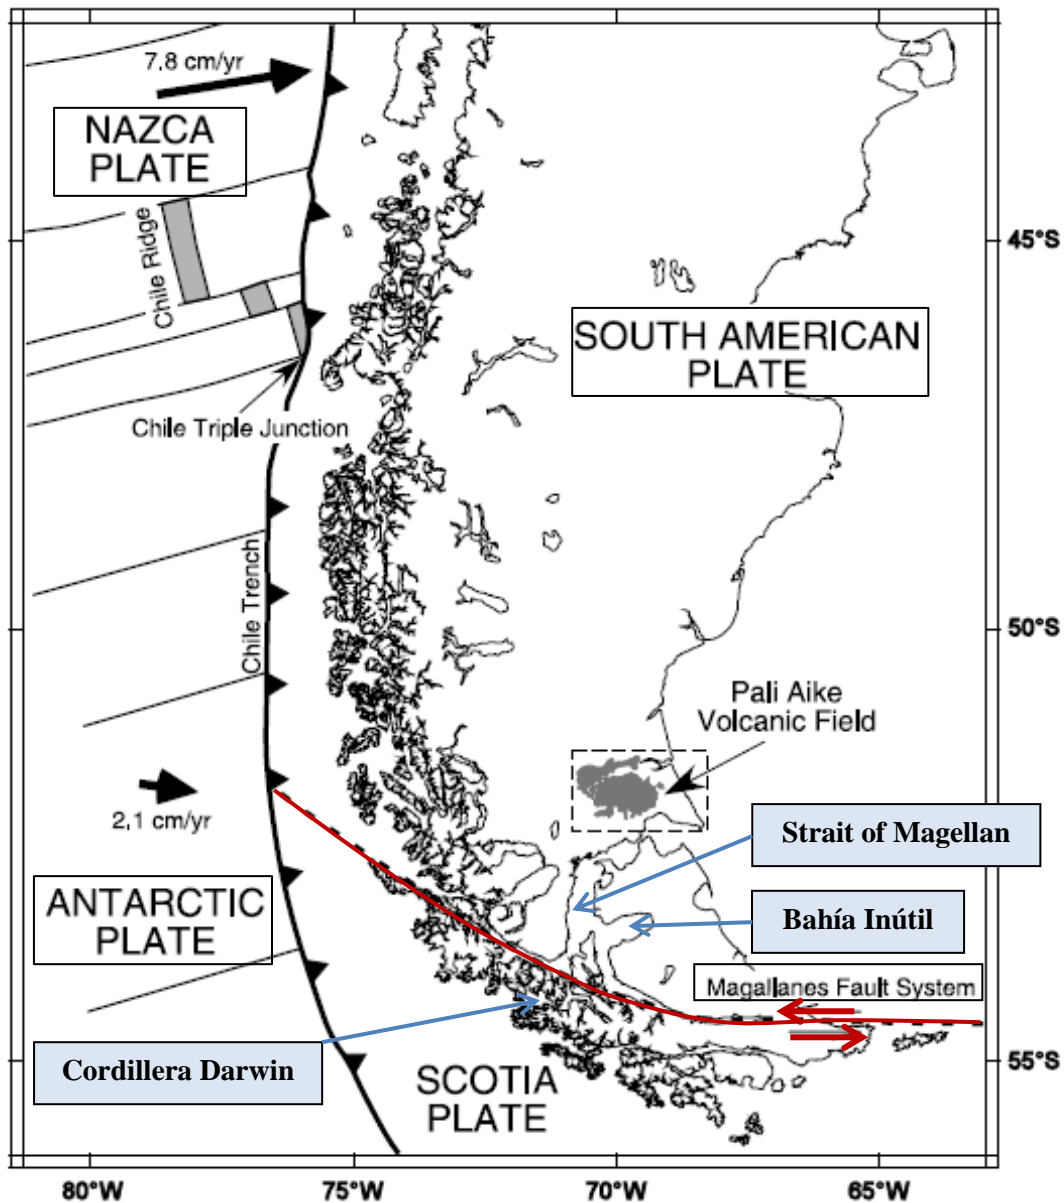 7.8 cm/yr
NAZCA
PLATE
Chile Ridge
45°S
SOUTH AMERICAN
PLATE
Chile Triple Junction
Chile Trench
50°S
Pali Aike
Volcanic Field
2,1 cm/yr
Strait of Magellan
ANTARCTIC
PLATE
Bahía Inútil
Magallanes Fault System
Cordillera Darwin
SCOTIA
PLATE
55°S
80°W
75°W
70°W
65°W